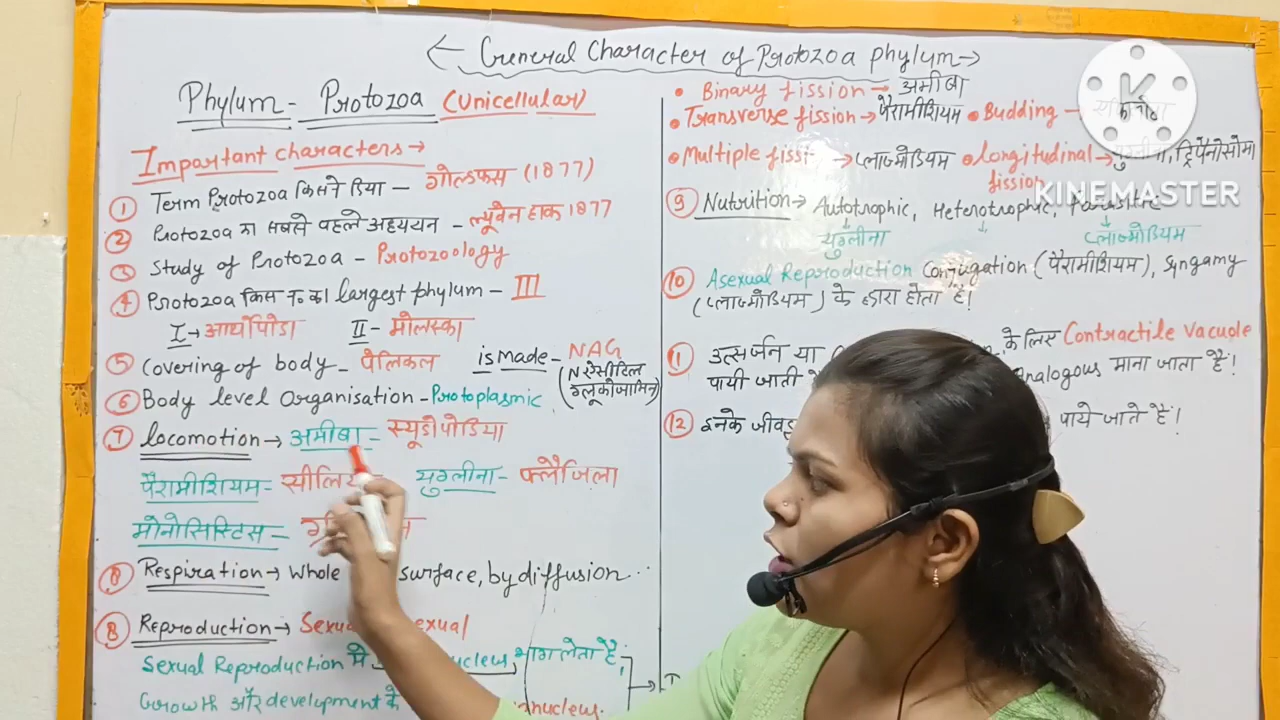 <- General Character of Protozoa phylum ->
Phylum - Protozoa (Unicellular)
Important characters→
① Term Protozoa किसने दिया - गोल्डफस (1877)
② Protozoa का सबसे पहले अध्ययन - ल्यूवेन हाक 1877
③ Study of Protozoa - Protozoology
④ Protozoa किस न० का largest phylum - III
I→आर्थोपोडा II - मोलस्का
⑤ Covering of body - पेलिकल is made - NAG
(N ऐसीटिल ग्लूकोजामिन)
⑥ Body level Organisation - Protoplasmic
⑦ locomotion → अमीबा - स्यूडोपोडिया
पैरामीशियम - सीलि युग्लीना - फ्लैजिला
मोनोसिस्टिस -
⑧ Respiration → Whole surface, by diffusion...
⑧ Reproduction → Sexual
Sexual Reproduction में nucleus भाग लेता है,
Growth और development के nucleus.
• Binary fission → अमीबा
• Transverse fission → पैरामीशियम • Budding →
• Multiple fissi → प्लाज्मोडियम • longitudinal fission → युग्लीना, ट्रिपैनोसोमा
KINEMASTER
⑨ Nutrition → Autotrophic, Heterotrophic, Parasitic
युग्लीना प्लाज्मोडियम
⑩ Asexual Reproduction Conjugation (पैरामीशियम), Syngamy
(प्लाज्मोडियम) के द्वारा होता है।
⑪ उत्सर्जन या के लिए Contractile Vacuole
पायी जाती Analogous माना जाता है!
⑫ इनके जीवद्र पाये जाते हैं!